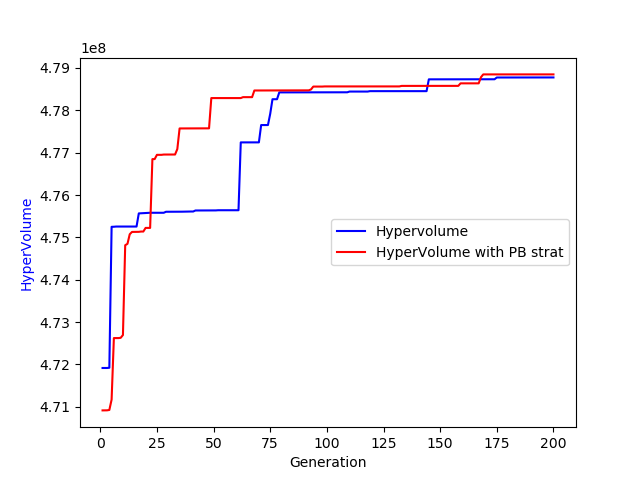 1e8
4.79
4.78
4.77
4.76
4.75
4.74
4.73
4.72
4.71
HyperVolume
Hypervolume
HyperVolume with PB strat
0 25 50 75 100 125 150 175 200
Generation